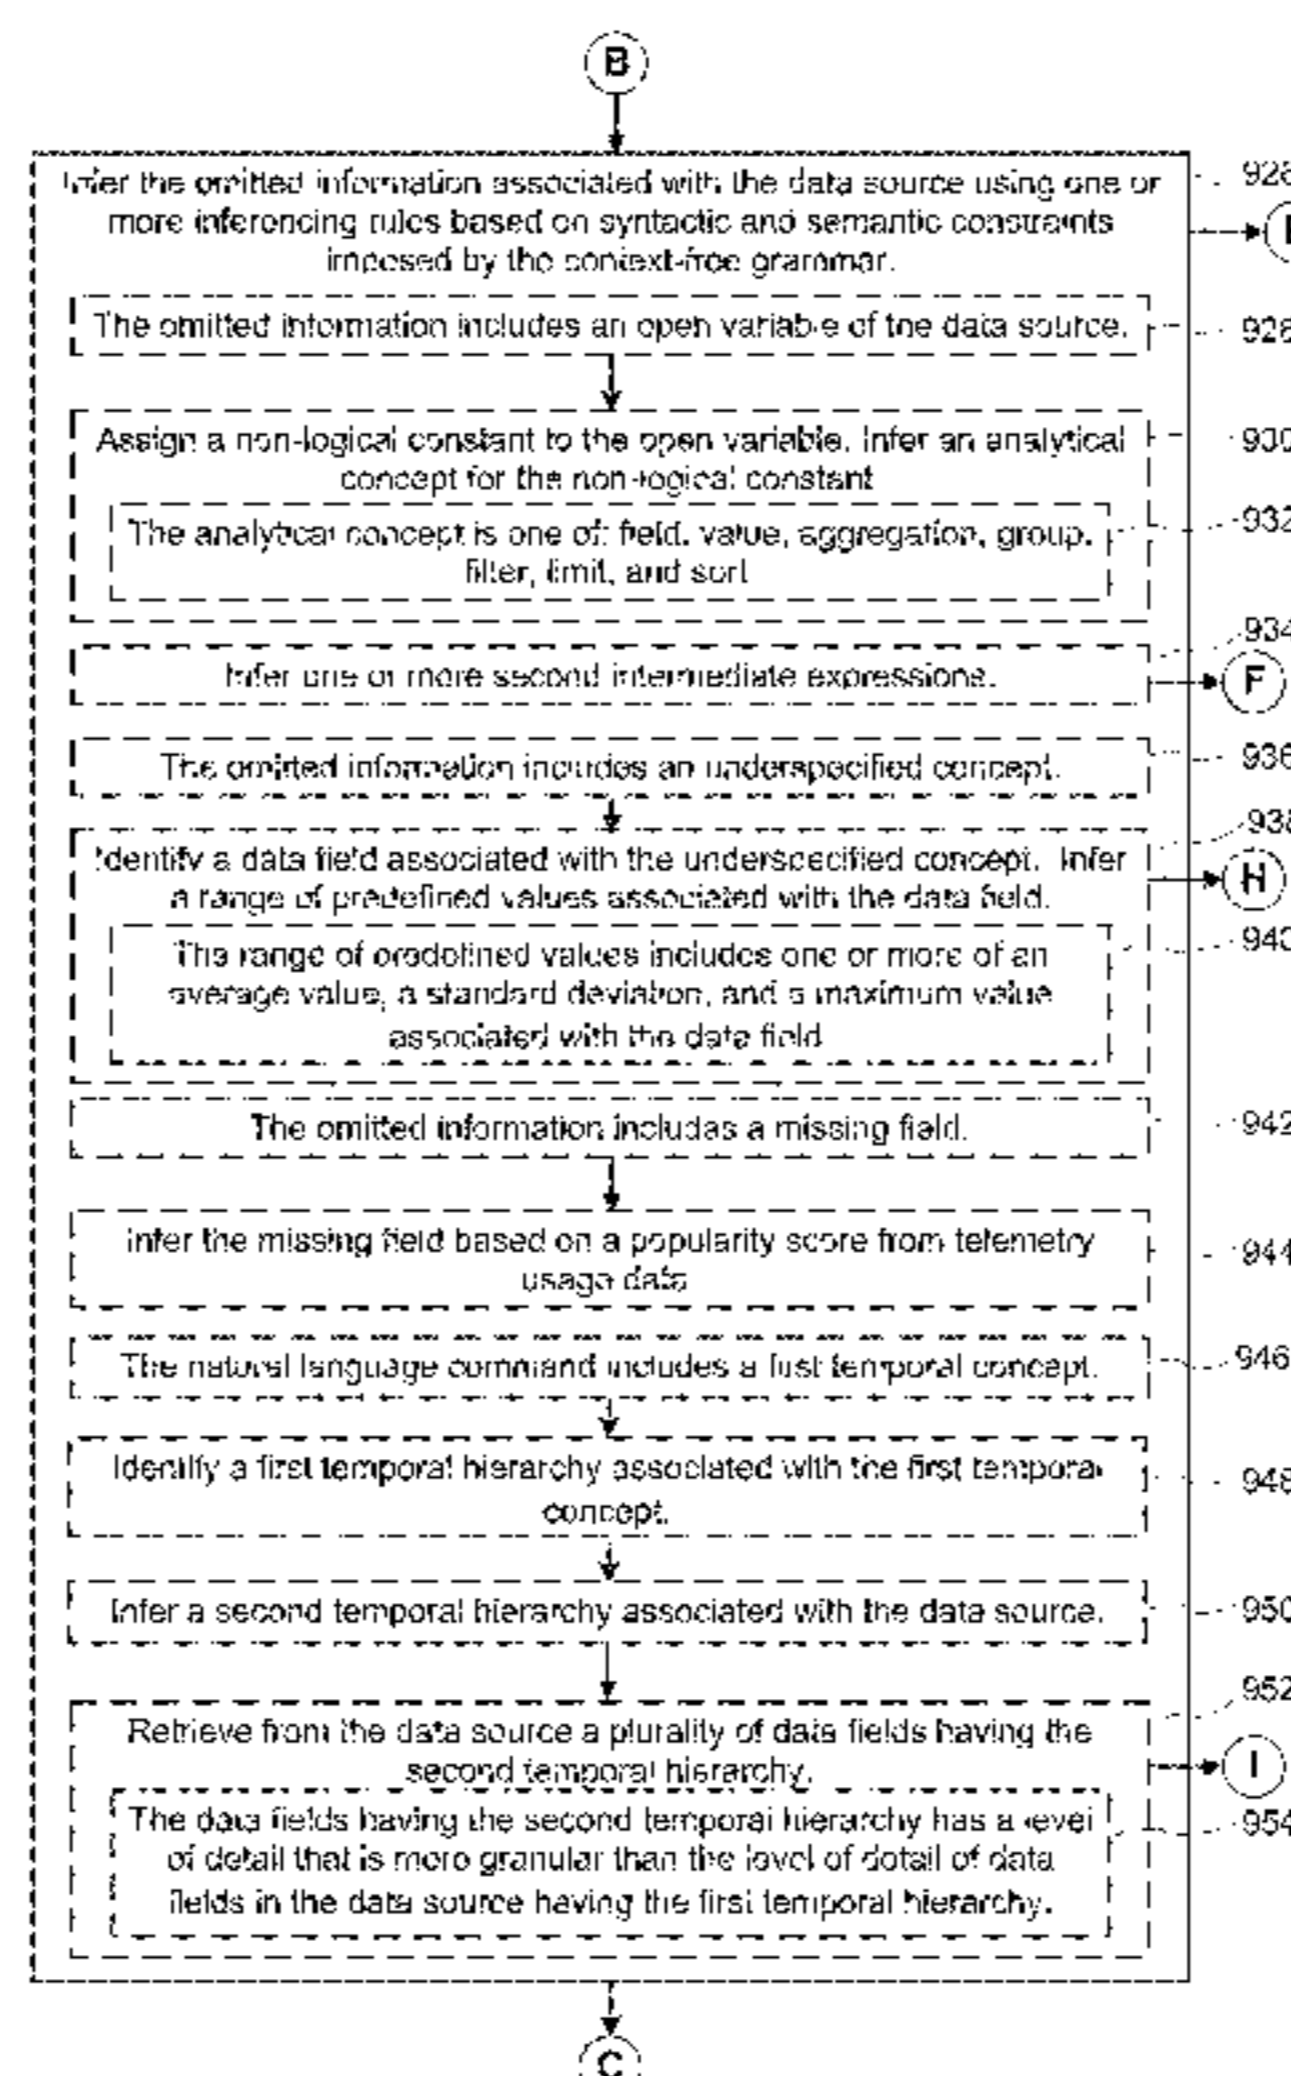 B
Infer the omitted information associated with the data source using one or
more inferencing rules based on syntactic and semantic constraints
imposed by the context-free grammar.
The omitted information includes an open variable of the data source.
928
Assign a non-logical constant to the open variable. Infer an analytical
concept for the non-logical constant
930
The analytical concept is one of: field, value, aggregation, group,
filter, limit, and sort
932
Infer one or more second intermediate expressions.
934
F
The omitted information includes an underspecified concept.
936
Identify a data field associated with the underspecified concept. Infer
a range of predefined values associated with the data field.
938
H
The range of predefined values includes one or more of an
average value, a standard deviation, and a maximum value
associated with the data field
940
The omitted information includes a missing field.
942
Infer the missing field based on a popularity score from telemetry
usage data
944
The natural language command includes a first temporal concept.
946
Identify a first temporal hierarchy associated with the first temporal
concept.
948
Infer a second temporal hierarchy associated with the data source.
950
Retrieve from the data source a plurality of data fields having the
second temporal hierarchy.
952
I
The data fields having the second temporal hierarchy has a level
of detail that is more granular than the level of detail of data
fields in the data source having the first temporal hierarchy.
954
C